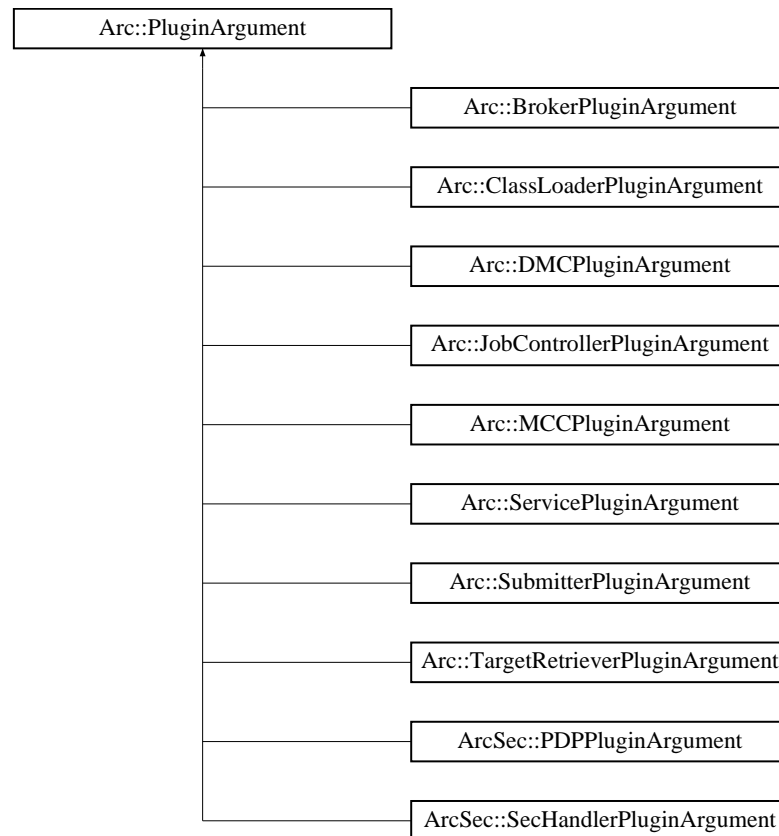 Arc::PluginArgument
Arc::BrokerPluginArgument
Arc::ClassLoaderPluginArgument
Arc::DMCPluginArgument
Arc::JobControllerPluginArgument
Arc::MCCPluginArgument
Arc::ServicePluginArgument
Arc::SubmitterPluginArgument
Arc::TargetRetrieverPluginArgument
ArcSec::PDPPluginArgument
ArcSec::SecHandlerPluginArgument